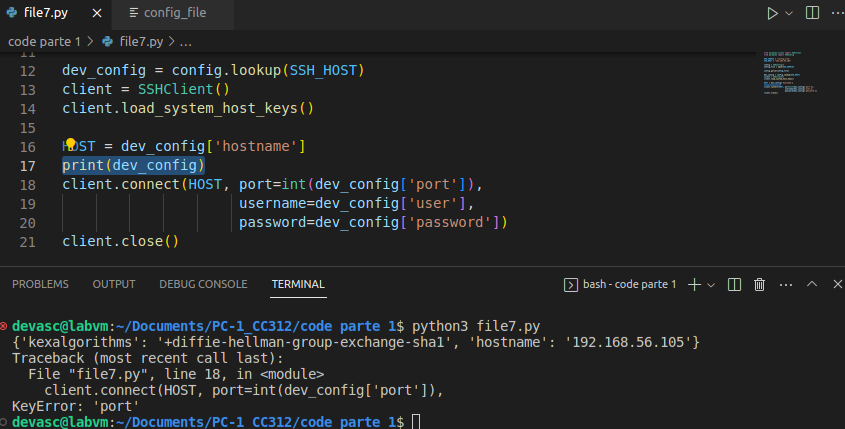 file7.py × config_file
code parte 1 > file7.py > ...
11
12 dev_config = config.lookup(SSH_HOST)
13 client = SSHClient()
14 client.load_system_host_keys()
15
16 HOST = dev_config['hostname']
17 print(dev_config)
18 client.connect(HOST, port=int(dev_config['port']),
19 username=dev_config['user'],
20 password=dev_config['password'])
21 client.close()
PROBLEMS OUTPUT DEBUG CONSOLE TERMINAL bash - code parte 1
devasc@labvm:~/Documents/PC-1_CC312/code parte 1$ python3 file7.py
{'kexalgorithms': '+diffie-hellman-group-exchange-sha1', 'hostname': '192.168.56.105'}
Traceback (most recent call last):
File "file7.py", line 18, in <module>
client.connect(HOST, port=int(dev_config['port']),
KeyError: 'port'
devasc@labvm:~/Documents/PC-1_CC312/code parte 1$